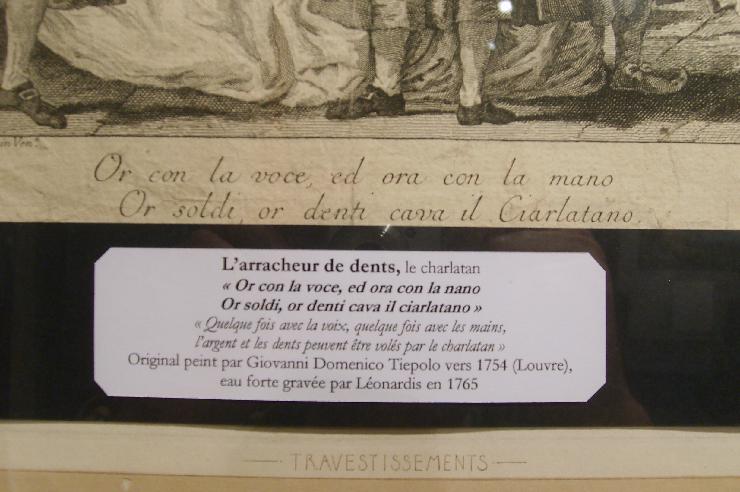 in Ven.
Or con la voce, ed ora con la mano
Or soldi, or denti cava il Ciarlatano.
L'arracheur de dents, le charlatan
« Or con la voce, ed ora con la nano
Or soldi, or denti cava il ciarlatano »
« Quelque fois avec la voix, quelque fois avec les mains,
l'argent et les dents peuvent être volés par le charlatan »
Original peint par Giovanni Domenico Tiepolo vers 1754 (Louvre),
eau forte gravée par Léonardis en 1765
TRAVESTISSEMENTS